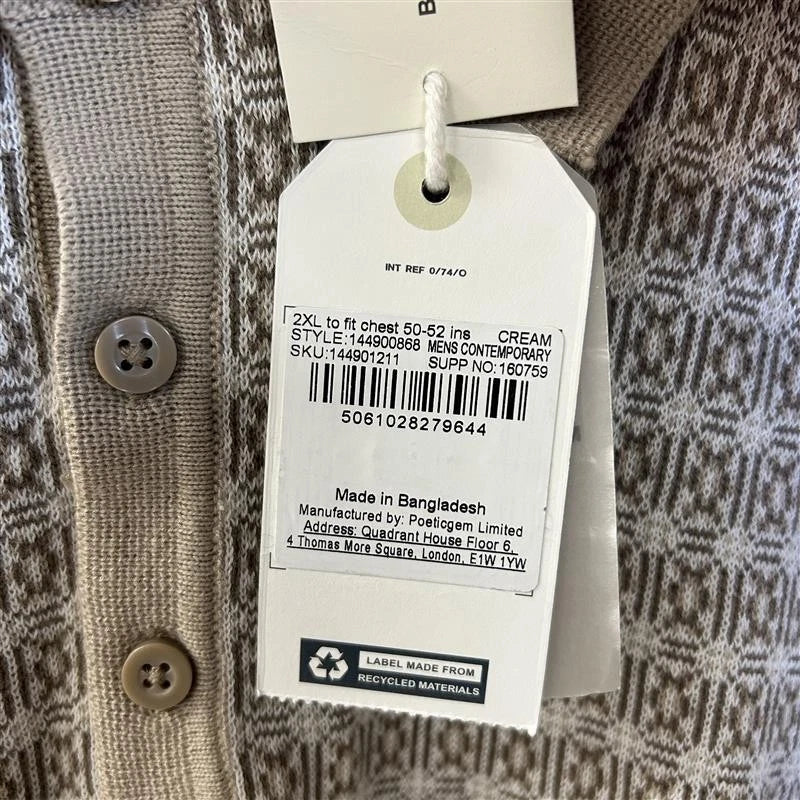 B
INT REF 0/74/O
2XL to fit chest 50-52 ins CREAM
STYLE:144900868 MENS CONTEMPORARY
SKU:144901211 SUPP NO:160759
5061028279644
Made in Bangladesh
Manufactured by: Poeticgem Limited
Address: Quadrant House Floor 6,
4 Thomas More Square, London, E1W 1YW
LABEL MADE FROM
RECYCLED MATERIALS